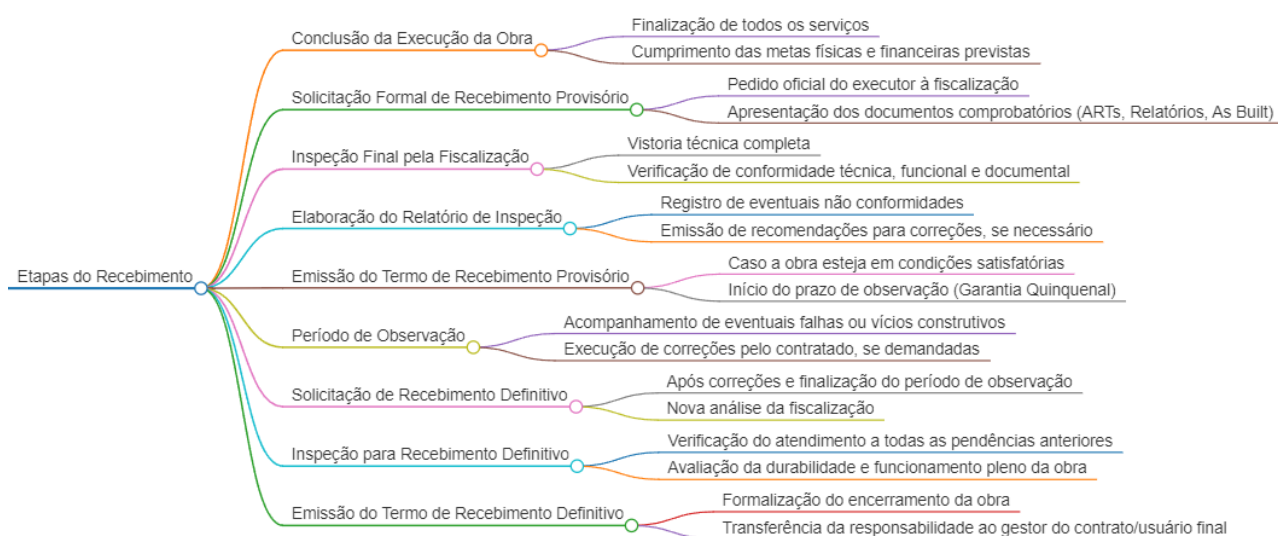 Etapas do Recebimento
Conclusão da Execução da Obra
Finalização de todos os serviços
Cumprimento das metas físicas e financeiras previstas
Solicitação Formal de Recebimento Provisório
Pedido oficial do executor à fiscalização
Apresentação dos documentos comprobatórios (ARTs, Relatórios, As Built)
Inspeção Final pela Fiscalização
Vistoria técnica completa
Verificação de conformidade técnica, funcional e documental
Elaboração do Relatório de Inspeção
Registro de eventuais não conformidades
Emissão de recomendações para correções, se necessário
Emissão do Termo de Recebimento Provisório
Caso a obra esteja em condições satisfatórias
Início do prazo de observação (Garantia Quinquenal)
Período de Observação
Acompanhamento de eventuais falhas ou vícios construtivos
Execução de correções pelo contratado, se demandadas
Solicitação de Recebimento Definitivo
Após correções e finalização do período de observação
Nova análise da fiscalização
Inspeção para Recebimento Definitivo
Verificação do atendimento a todas as pendências anteriores
Avaliação da durabilidade e funcionamento pleno da obra
Emissão do Termo de Recebimento Definitivo
Formalização do encerramento da obra
Transferência da responsabilidade ao gestor do contrato/usuário final